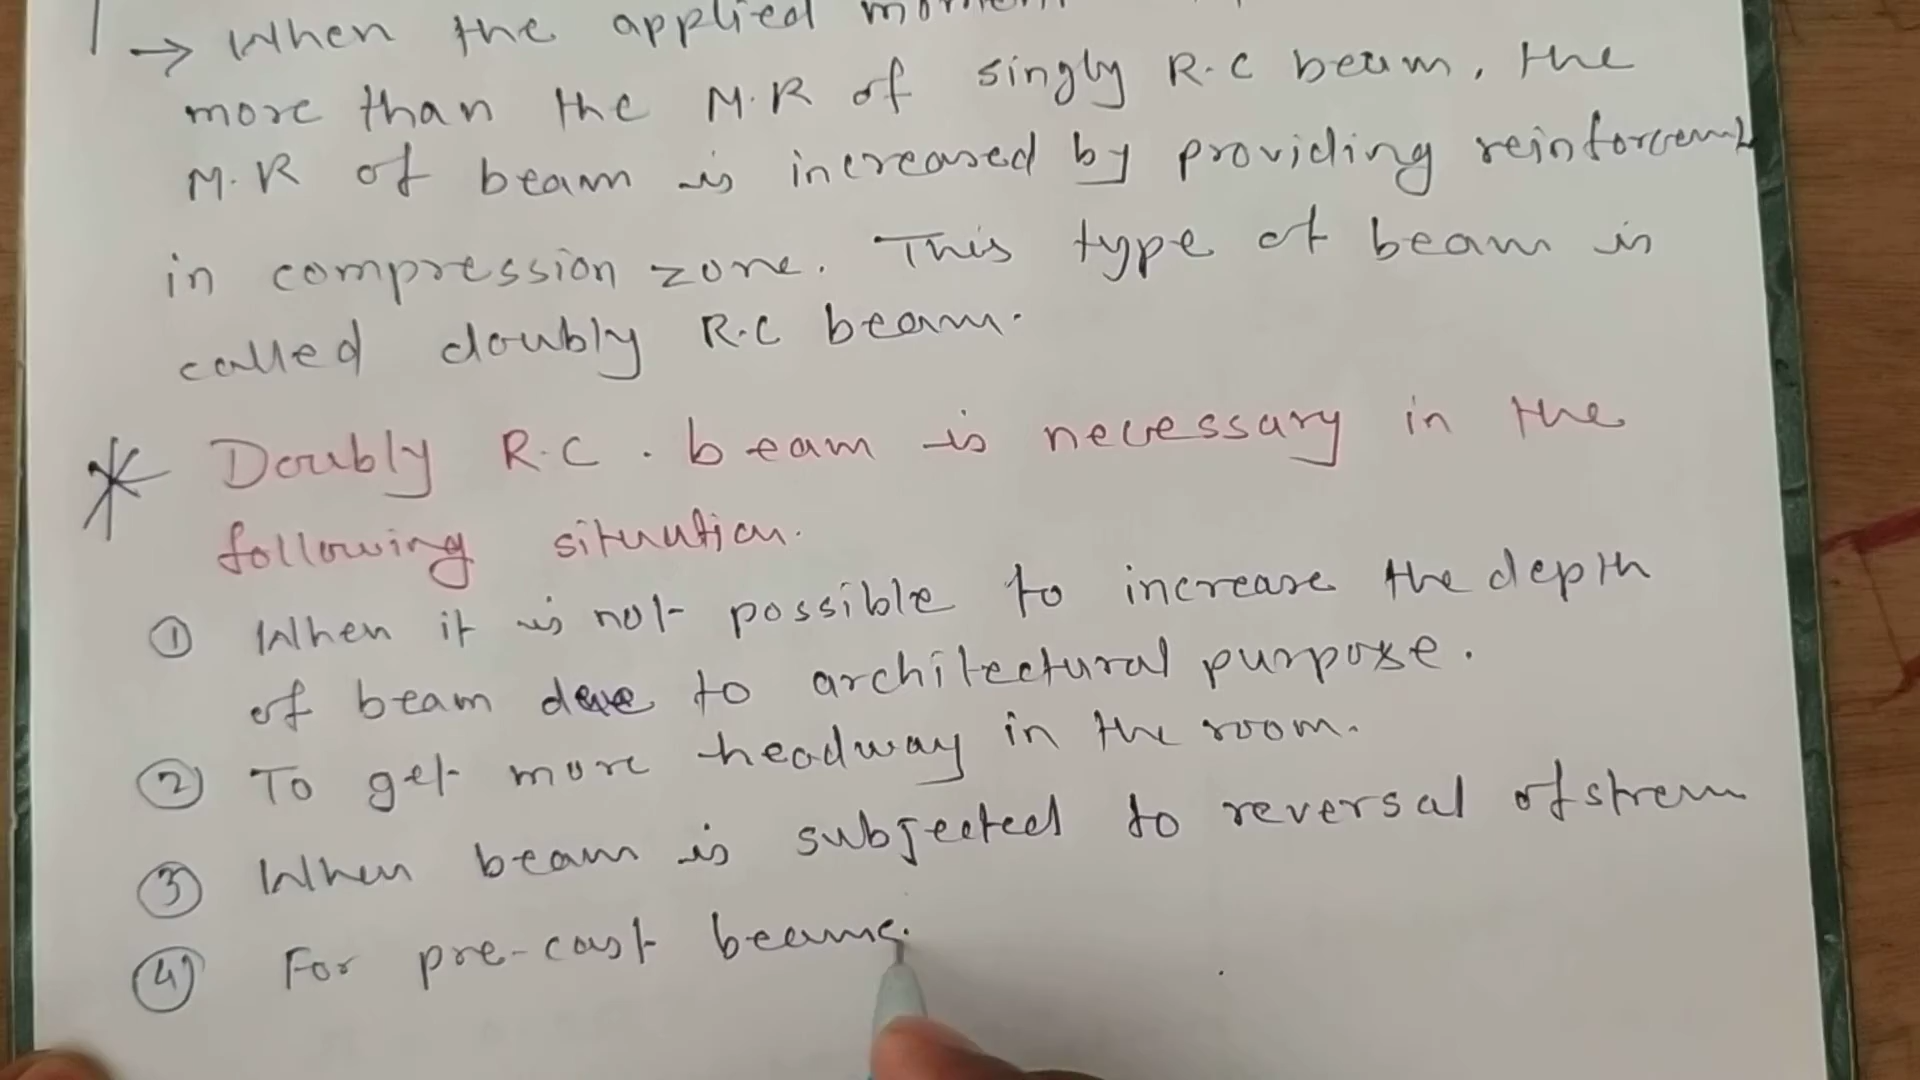 → When the applied moment
more than the M.R of singly R.C beam, the
M.R of beam is increased by providing reinforcement
in compression zone. This type of beam is
called doubly R.C beam.
* Doubly R.C. beam is necessary in the
following situation.
① When it is not possible to increase the depth
of beam due to architectural purpose.
② To get more headway in the room.
③ When beam is subjected to reversal of stress
④ For pre-cast beams.